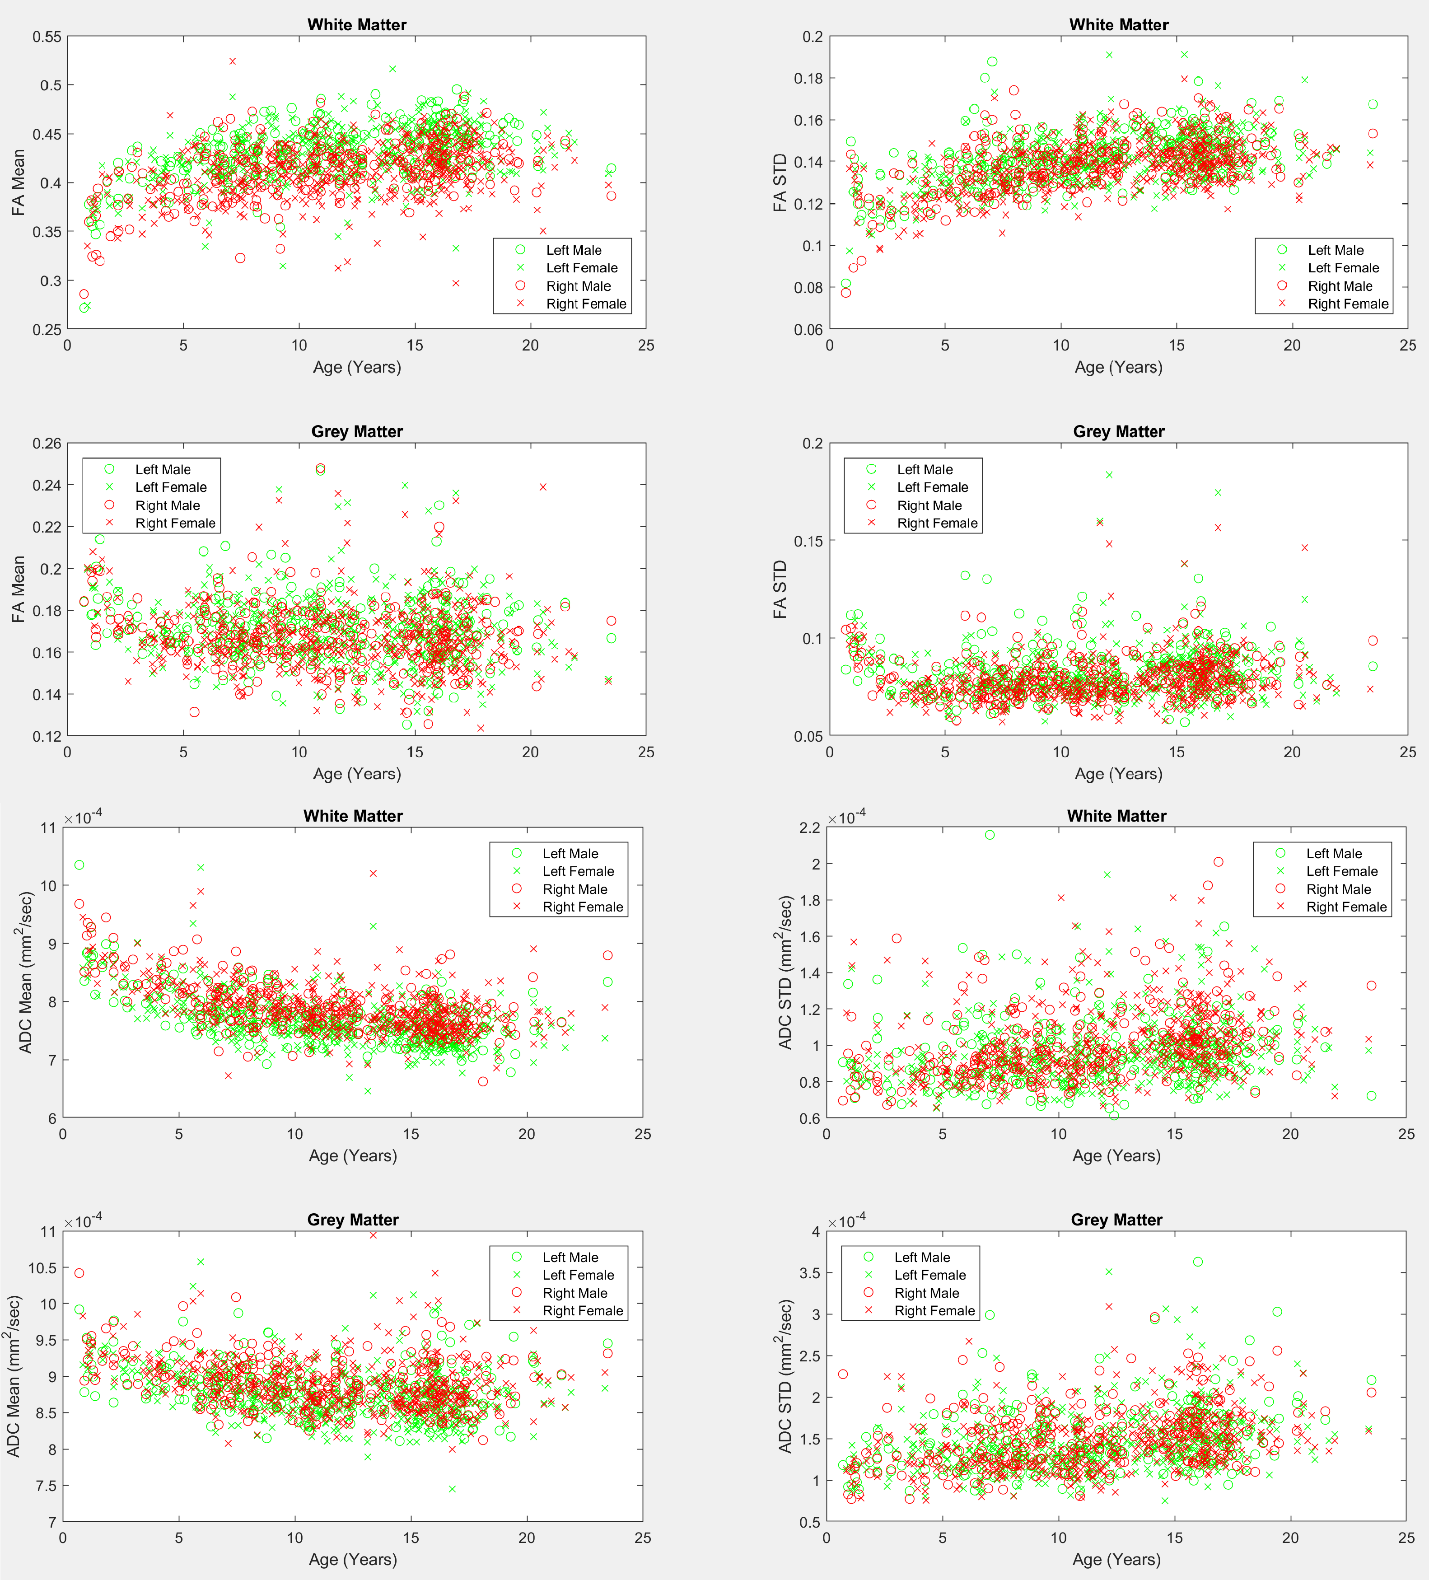 White Matter
0.55
0.5
0.45
0.4
0.35
0.3
0.25
FA Mean
Left Male
Left Female
Right Male
Right Female
0 5 10 15 20 25
Age (Years)
White Matter
0.2
0.18
0.16
0.14
0.12
0.1
0.08
0.06
FA STD
Left Male
Left Female
Right Male
Right Female
0 5 10 15 20 25
Age (Years)
Grey Matter
0.26
0.24
0.22
0.2
0.18
0.16
0.14
0.12
FA Mean
Left Male
Left Female
Right Male
Right Female
0 5 10 15 20 25
Age (Years)
Grey Matter
0.2
0.15
0.1
0.05
FA STD
Left Male
Left Female
Right Male
Right Female
0 5 10 15 20 25
Age (Years)
White Matter
×10⁻⁴
11
10
9
8
7
6
ADC Mean (mm²/sec)
Left Male
Left Female
Right Male
Right Female
0 5 10 15 20 25
Age (Years)
White Matter
×10⁻⁴
2.2
2
1.8
1.6
1.4
1.2
1
0.8
0.6
ADC STD (mm²/sec)
Left Male
Left Female
Right Male
Right Female
0 5 10 15 20 25
Age (Years)
Grey Matter
×10⁻⁴
11
10.5
10
9.5
9
8.5
8
7.5
7
ADC Mean (mm²/sec)
Left Male
Left Female
Right Male
Right Female
0 5 10 15 20 25
Age (Years)
Grey Matter
×10⁻⁴
4
3.5
3
2.5
2
1.5
1
0.5
ADC STD (mm²/sec)
Left Male
Left Female
Right Male
Right Female
0 5 10 15 20 25
Age (Years)